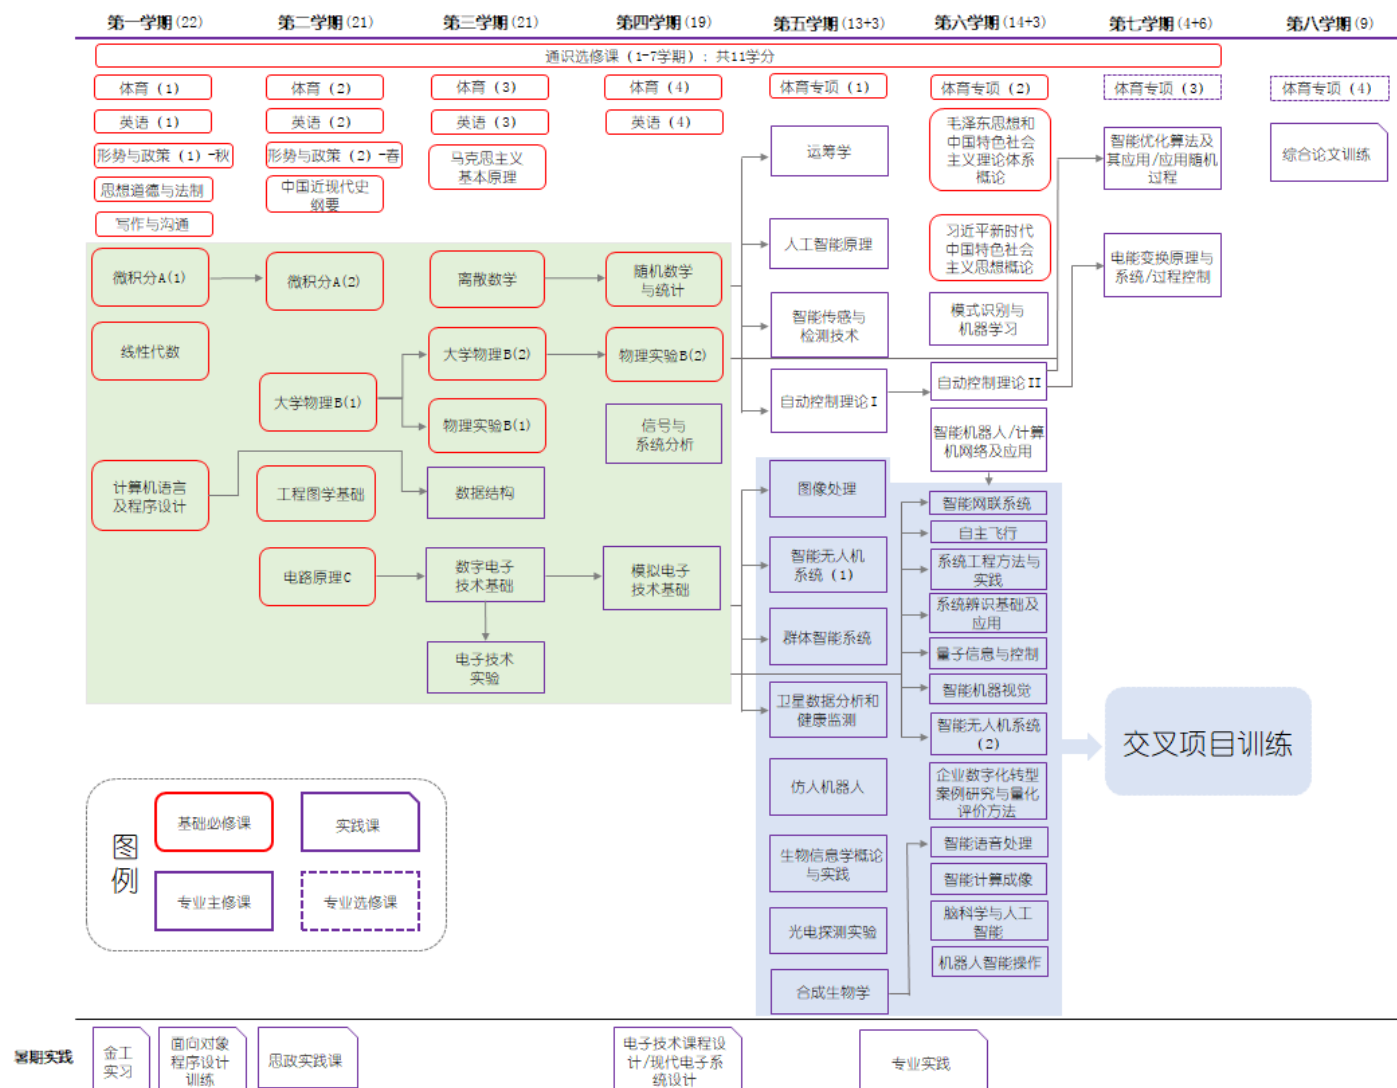 第一学期(22)
第二学期(21)
第三学期(21)
第四学期(19)
第五学期(13+3)
第六学期(14+3)
第七学期(4+6)
第八学期(9)
通识选修课 (1-7学期) : 共11学分
体育 (1)
体育 (2)
体育 (3)
体育 (4)
体育专项 (1)
体育专项 (2)
体育专项 (3)
体育专项 (4)
英语 (1)
英语 (2)
英语 (3)
英语 (4)
形势与政策 (1) -秋
形势与政策 (2) -春
马克思主义
基本原理
运筹学
毛泽东思想和
中国特色社会
主义理论体系
概论
智能优化算法及
其应用/应用随机
过程
综合论文训练
思想道德与法制
中国近现代史
纲要
写作与沟通
微积分A(1)
微积分A(2)
离散数学
随机数学
与统计
人工智能原理
习近平新时代
中国特色社会
主义思想概论
电能变换原理与
系统/过程控制
线性代数
大学物理B(1)
大学物理B(2)
物理实验B(2)
智能传感与
检测技术
模式识别与
机器学习
物理实验B(1)
信号与
系统分析
自动控制理论I
自动控制理论II
智能机器人/计算
机网络及应用
计算机语言
及程序设计
工程图学基础
数据结构
图像处理
智能网联系统
自主飞行
电路原理C
数字电子
技术基础
模拟电子
技术基础
智能无人机
系统 (1)
系统工程方法与
实践
系统辨识基础及
应用
电子技术
实验
群体智能系统
量子信息与控制
智能机器视觉
卫星数据分析和
健康监测
智能无人机系统
(2)
交叉项目训练
仿人机器人
企业数字化转型
案例研究与量化
评价方法
图
例
基础必修课
实践课
专业主修课
专业选修课
生物信息学概论
与实践
智能语音处理
智能计算成像
光电探测实验
脑科学与人工
智能
机器人智能操作
合成生物学
暑期实践
金工
实习
面向对象
程序设计
训练
思政实践课
电子技术课程设
计/现代电子系
统设计
专业实践